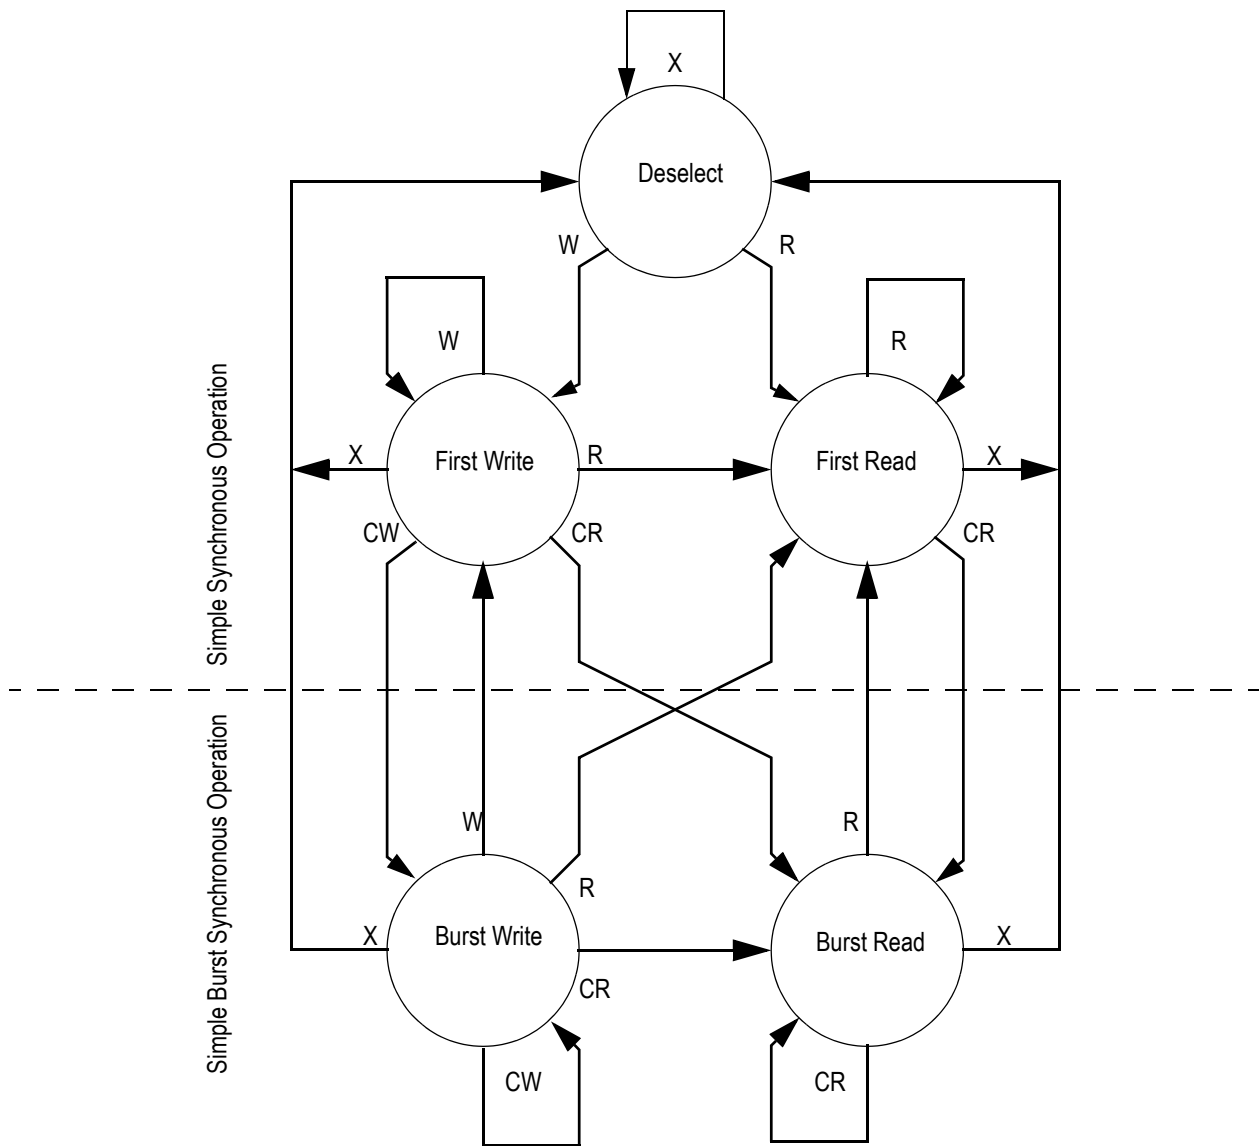 X
Deselect
W
R
W
R
Simple Synchronous Operation
X
First Write
R
First Read
X
CW
CR
CR
Simple Burst Synchronous Operation
W
R
R
X
Burst Write
Burst Read
X
CR
CW
CR